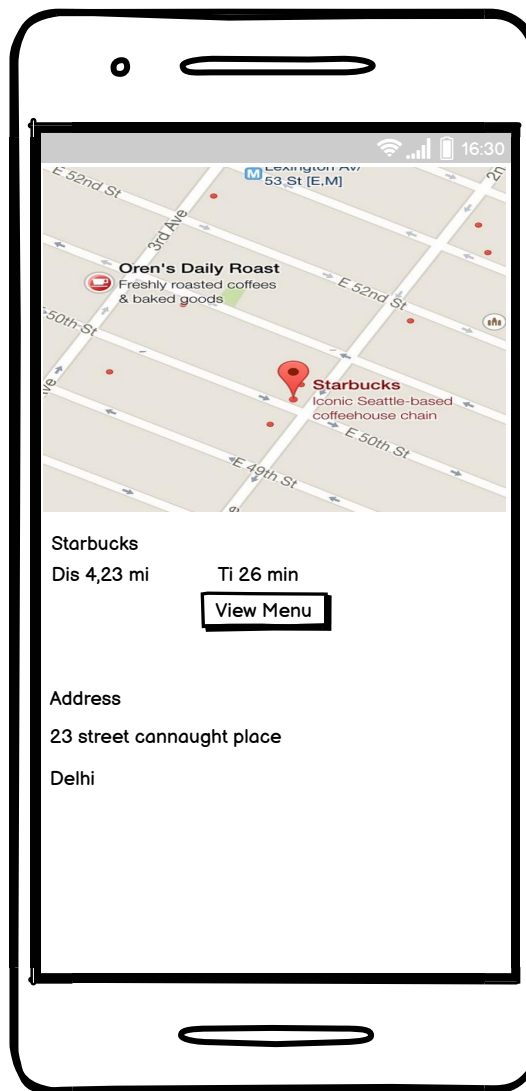 16:30
Lexington Av/
53 St [E,M]
2n
E 52nd St
3rd Ave
Oren's Daily Roast
Freshly roasted coffees
& baked goods
E 52nd St
50th St
Starbucks
Iconic Seattle-based
coffeehouse chain
ve
E 50th St
E 49th St
e
Starbucks
Dis 4,23 mi
Ti 26 min
View Menu
Address
23 street cannaught place
Delhi